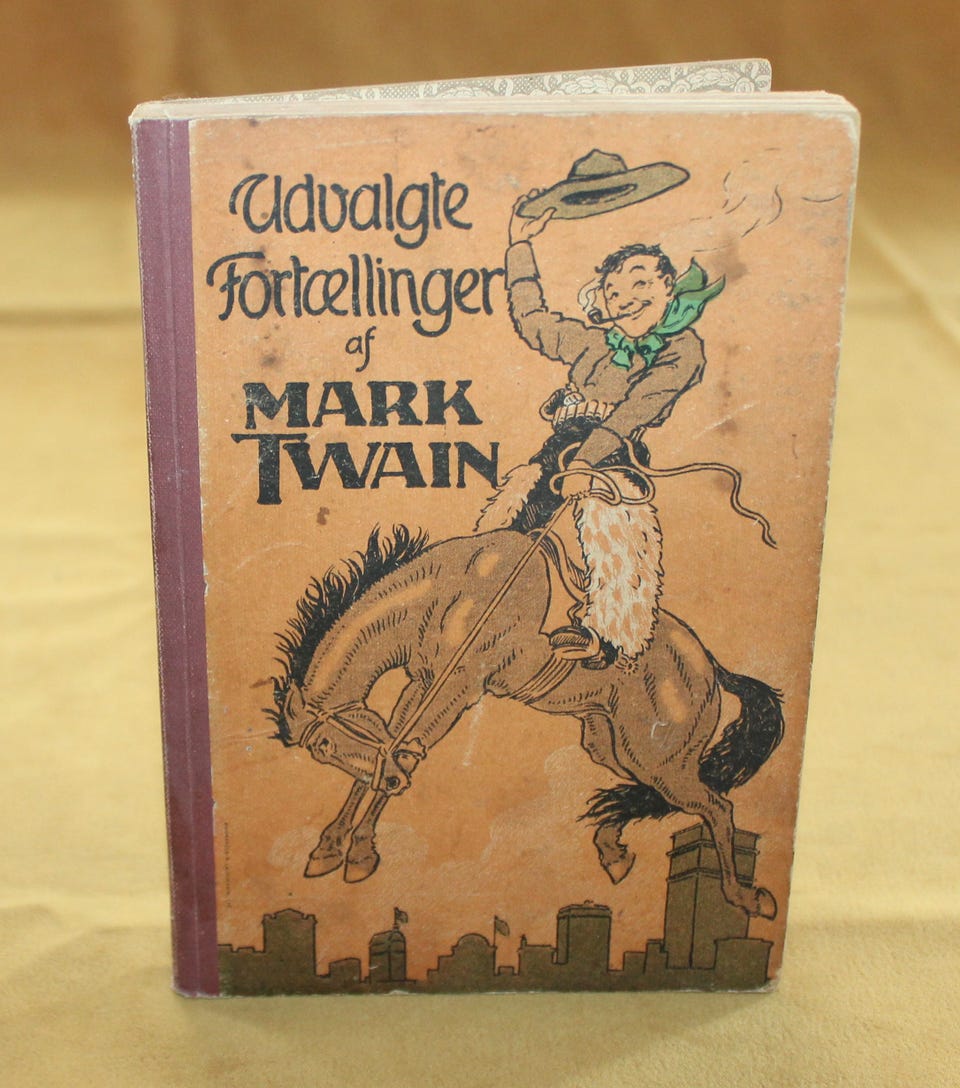 Udvalgte
Fortællinger
af
MARK
TWAIN